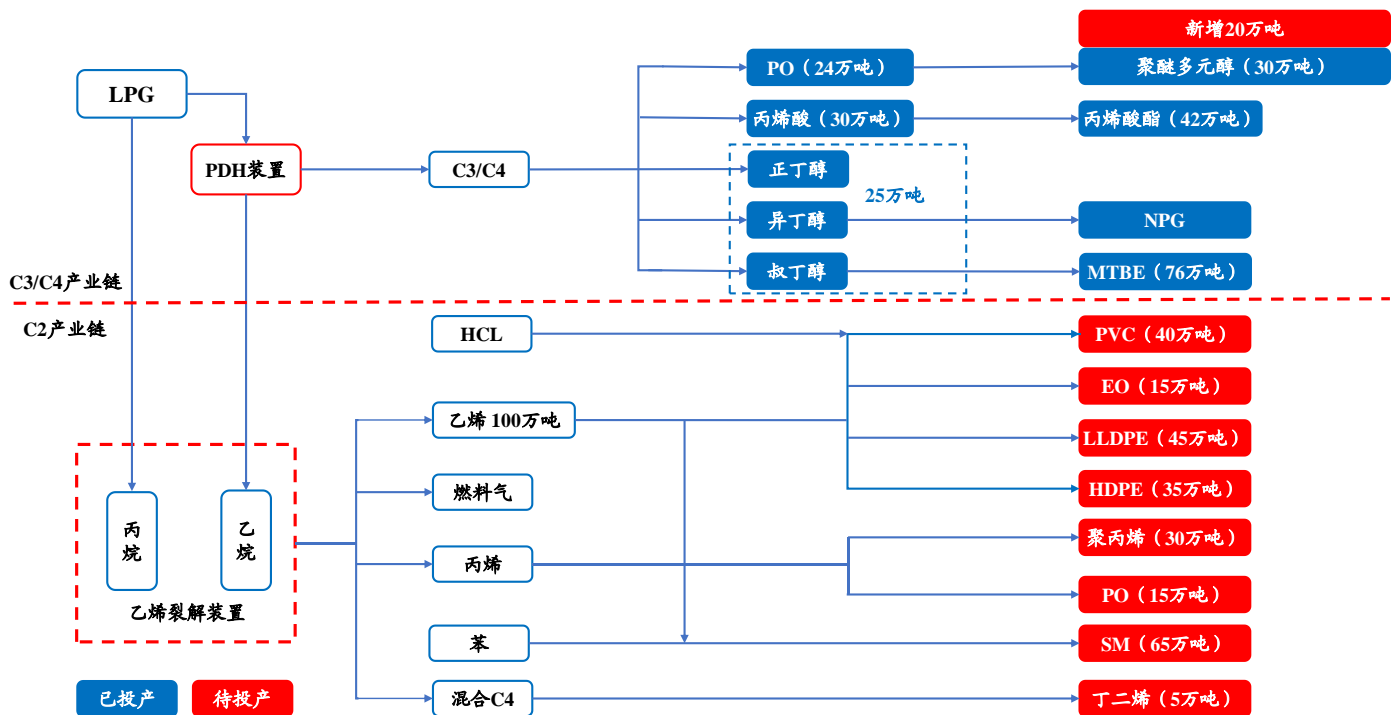 新增20万吨
LPG
PO（24万吨）
聚醚多元醇（30万吨）
丙烯酸（30万吨）
丙烯酸酯（42万吨）
PDH装置
C3/C4
正丁醇
25万吨
异丁醇
NPG
叔丁醇
MTBE（76万吨）
C3/C4产业链
C2产业链
HCL
PVC（40万吨）
EO（15万吨）
乙烯 100万吨
LLDPE（45万吨）
燃料气
HDPE（35万吨）
丙烷
乙烷
聚丙烯（30万吨）
丙烯
PO（15万吨）
乙烯裂解装置
苯
SM（65万吨）
已投产
待投产
混合C4
丁二烯（5万吨）